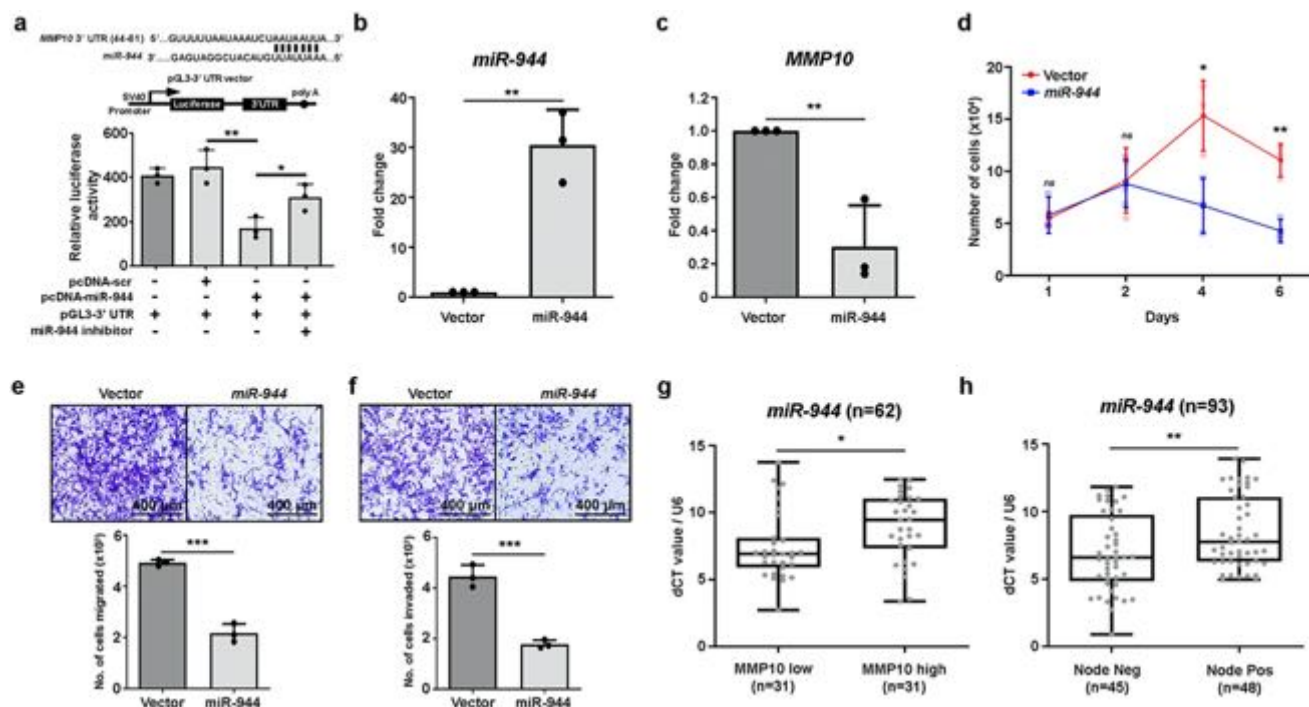 a
MMP10 3' UTR (44-61) 5'...GUUUUUAAUAAAUCUAAUAAUUA...3'
miR-944 3'.....GAGUAGGCUACAUGUUAUUAAA...5'
pGL3-3' UTR vector
SV40
Promoter
Luciferase
3'UTR
poly A
Relative luciferase activity
600
400
200
0
** *
pcDNA-scr - + - -
pcDNA-miR-944 - - + +
pGL3-3' UTR + + + +
miR-944 inhibitor - - - +
b
miR-944
**
Fold change
40
30
20
10
0
Vector miR-944
c
MMP10
**
Fold change
1.2
1.0
0.8
0.6
0.4
0.2
0
Vector miR-944
d
Vector
miR-944
Number of cells (x10⁴)
20
15
10
5
0
ns ns * **
1 2 4 6
Days
e
Vector miR-944
400 µm 400 µm
***
No. of cells migrated (x10³)
6
4
2
0
Vector miR-944
f
Vector miR-944
400 µm 400 µm
***
No. of cells invaded (x10³)
6
4
2
0
Vector miR-944
g
miR-944 (n=62)
*
dCT value / U6
15
10
5
0
MMP10 low MMP10 high
(n=31) (n=31)
h
miR-944 (n=93)
**
dCT value / U6
15
10
5
0
Node Neg Node Pos
(n=45) (n=48)